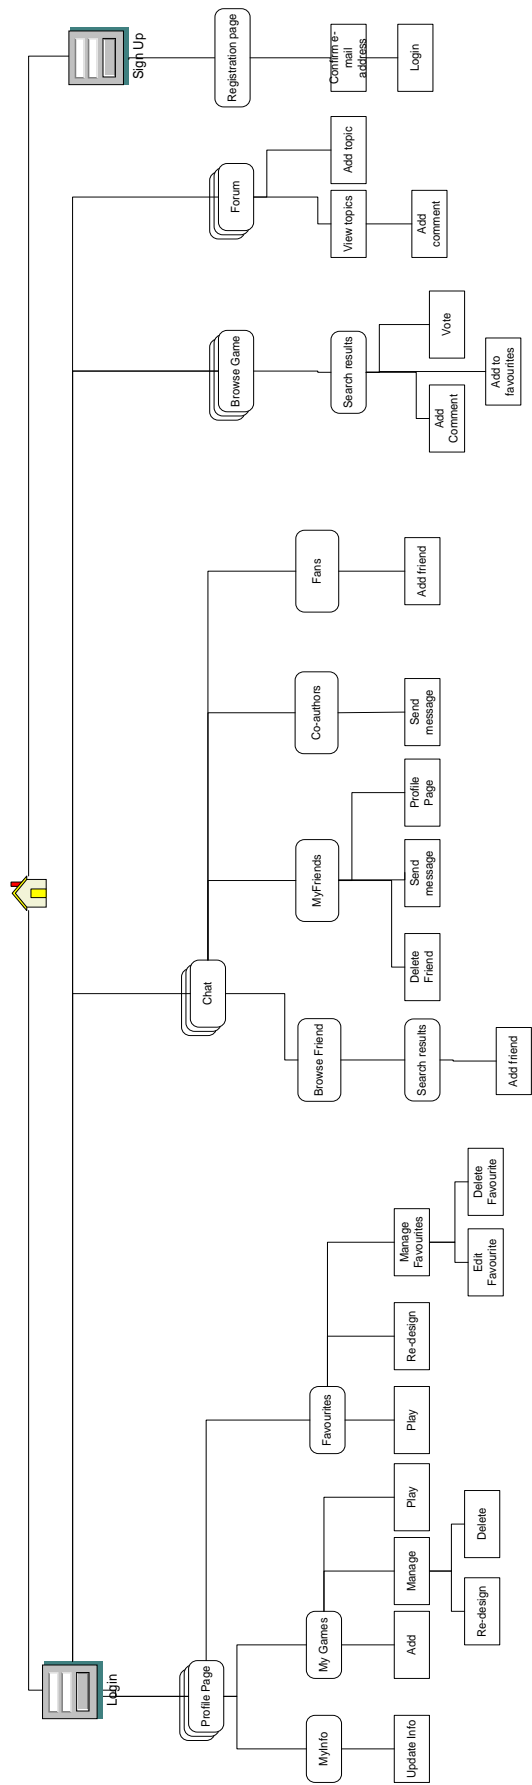 Login
Sign Up
Profile Page
Chat
Browse Game
Forum
Registration page
MyInfo
My Games
Favourites
Browse Friend
MyFriends
Co-authors
Fans
Search results
View topics
Add topic
Confirm e-
mail
address
Update Info
Add
Manage
Play
Play
Re-design
Manage
Favourites
Search results
Delete
Friend
Send
message
Profile
Page
Send
message
Add friend
Add
Comment
Vote
Add
comment
Login
Re-design
Delete
Edit
Favourite
Delete
Favourite
Add friend
Add to
favourites